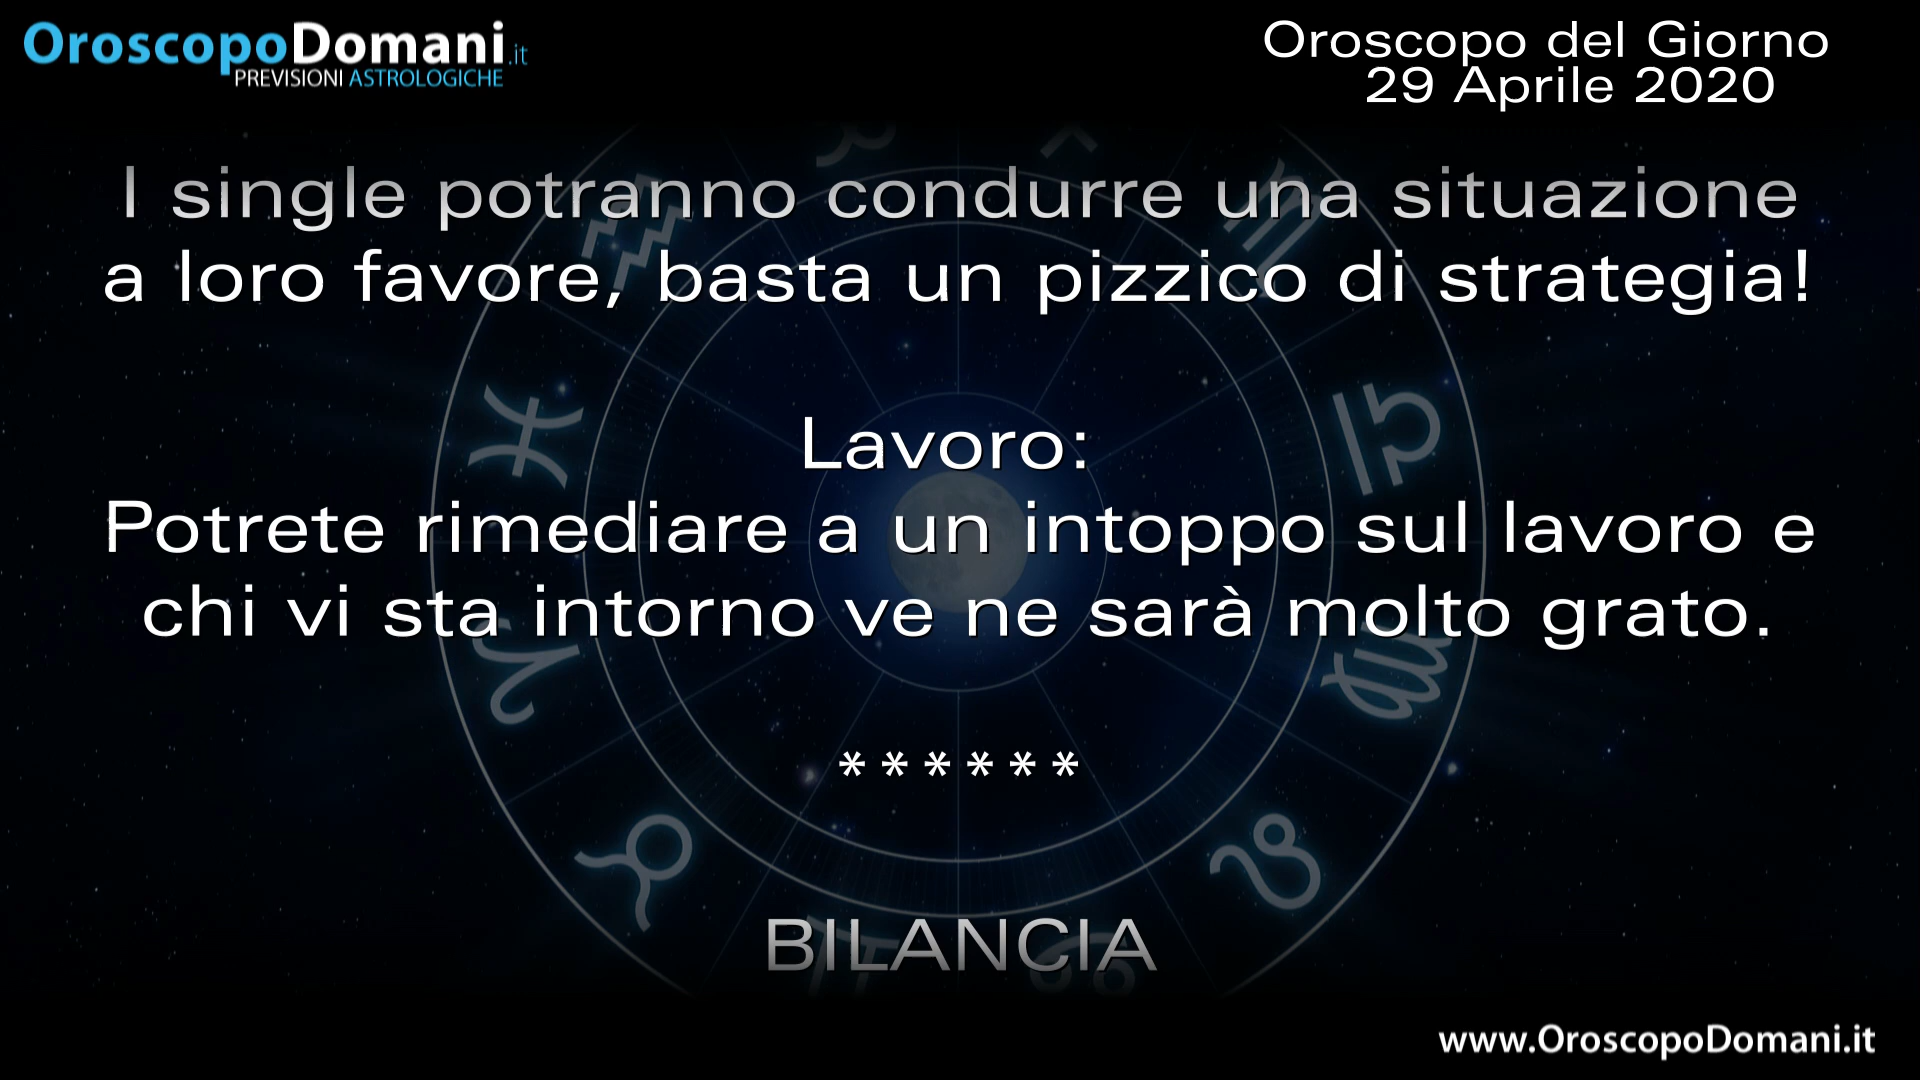 OroscopoDomani.it
PREVISIONI ASTROLOGICHE
Oroscopo del Giorno
29 Aprile 2020
I single potranno condurre una situazione
a loro favore, basta un pizzico di strategia!
Lavoro:
Potrete rimediare a un intoppo sul lavoro e
chi vi sta intorno ve ne sarà molto grato.
******
BILANCIA
www.OroscopoDomani.it